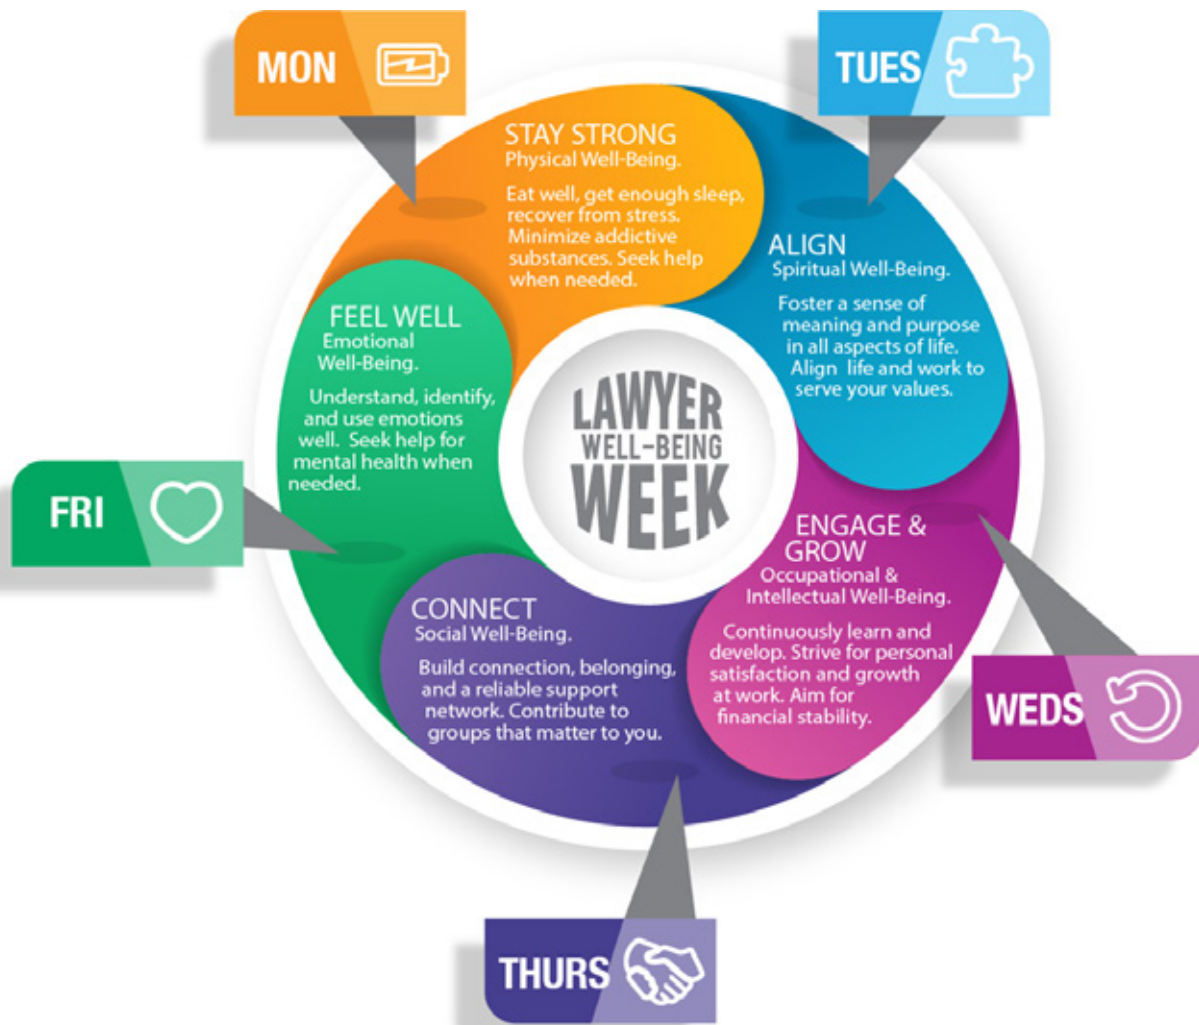 MON
STAY STRONG
Physical Well-Being.
Eat well, get enough sleep,
recover from stress.
Minimize addictive
substances. Seek help
when needed.
TUES
ALIGN
Spiritual Well-Being.
Foster a sense of
meaning and purpose
in all aspects of life.
Align life and work to
serve your values.
WEDS
ENGAGE &
GROW
Occupational &
Intellectual Well-Being.
Continuously learn and
develop. Strive for personal
satisfaction and growth
at work. Aim for
financial stability.
THURS
CONNECT
Social Well-Being.
Build connection, belonging,
and a reliable support
network. Contribute to
groups that matter to you.
FRI
FEEL WELL
Emotional
Well-Being.
Understand, identify,
and use emotions
well. Seek help for
mental health when
needed.
LAWYER
WELL-BEING
WEEK